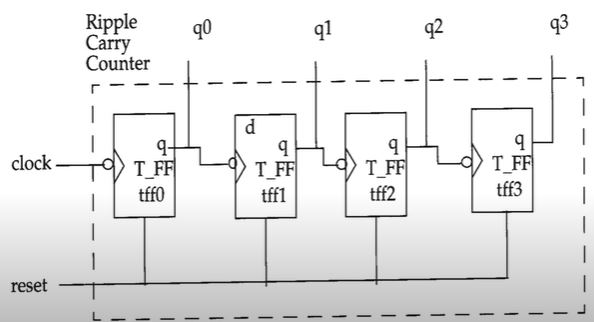 Ripple
Carry
Counter
q0
q1
q2
q3
clock
q
T_FF
tff0
d
q
T_FF
tff1
q
T_FF
tff2
q
T_FF
tff3
reset